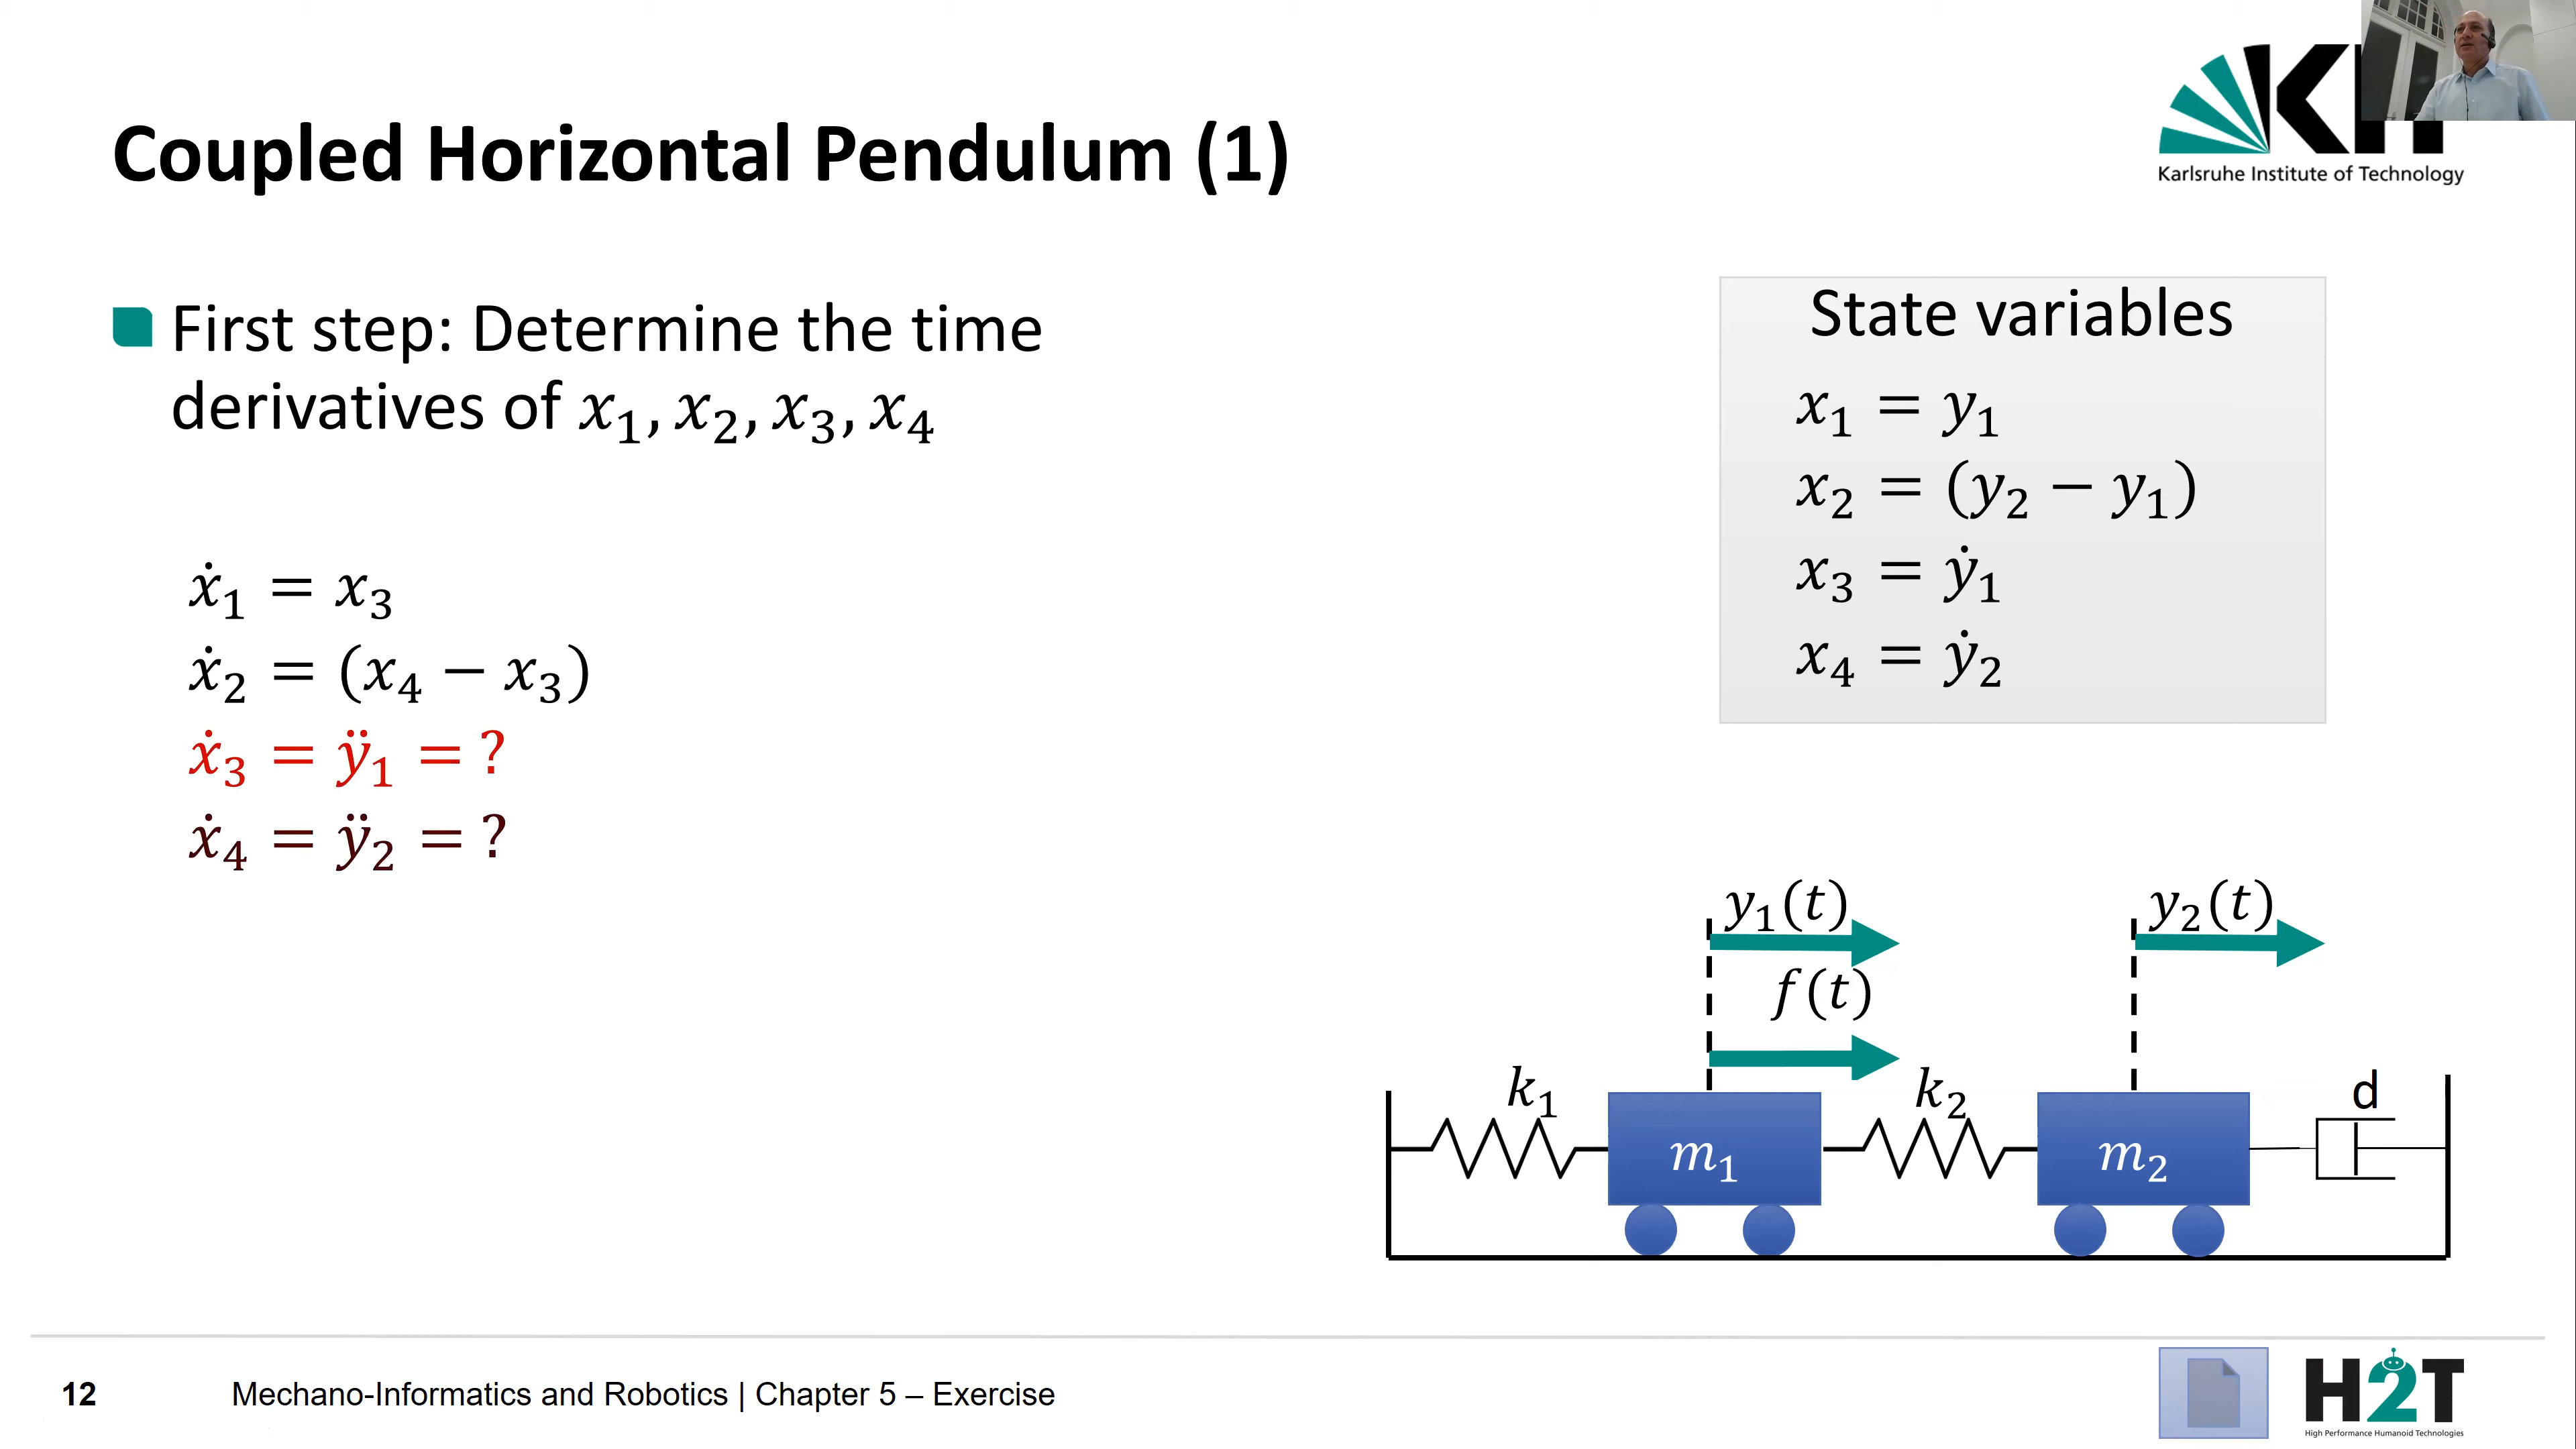 Coupled Horizontal Pendulum (1)
KIT
Karlsruhe Institute of Technology
First step: Determine the time
derivatives of x₁, x₂, x₃, x₄
ẋ₁ = x₃
ẋ₂ = (x₄ − x₃)
ẋ₃ = ÿ₁ = ?
ẋ₄ = ÿ₂ = ?
State variables
x₁ = y₁
x₂ = (y₂ − y₁)
x₃ = ẏ₁
x₄ = ẏ₂
y₁(t)
y₂(t)
f(t)
k₁
k₂
d
m₁
m₂
12
Mechano-Informatics and Robotics | Chapter 5 – Exercise
H2T
High Performance Humanoid Technologies